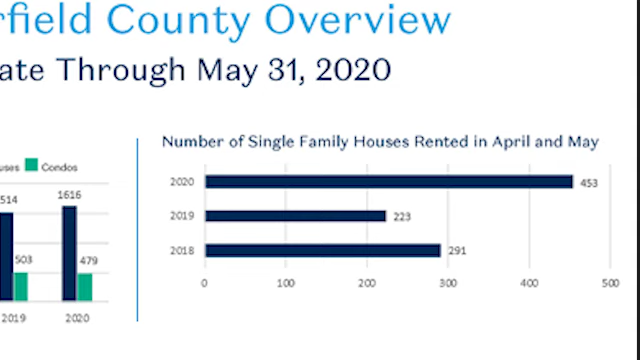 rfield County Overview
ate Through May 31, 2020
uses Condos
514 1616
503 479
2019 2020
Number of Single Family Houses Rented in April and May
2020 453
2019 223
2018 291
0 100 200 300 400 500